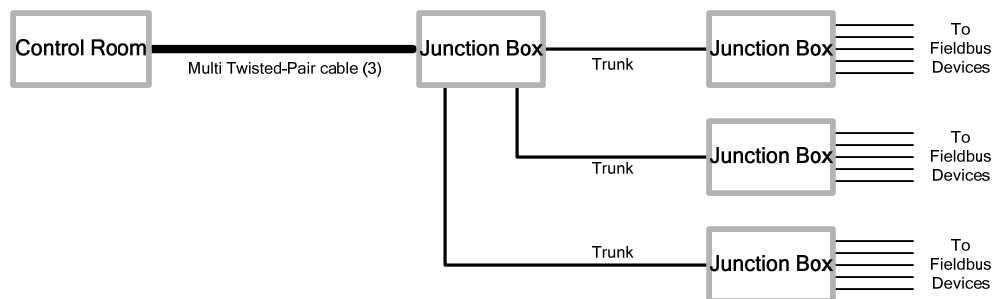 Control Room
Multi Twisted-Pair cable (3)
Junction Box
Trunk
Junction Box
To
Fieldbus
Devices
Trunk
Junction Box
To
Fieldbus
Devices
Trunk
Junction Box
To
Fieldbus
Devices